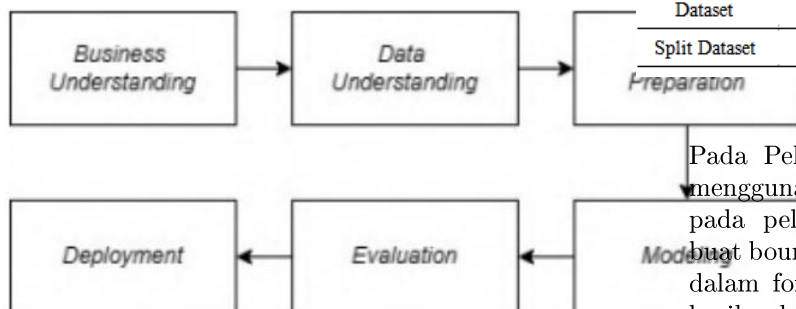 Business
Understanding
Data
Understanding
Dataset
Split Dataset
Preparation
Deployment
Evaluation
Modeling
Pada Pel
mengguna
pada pel
buat boun
dalam for